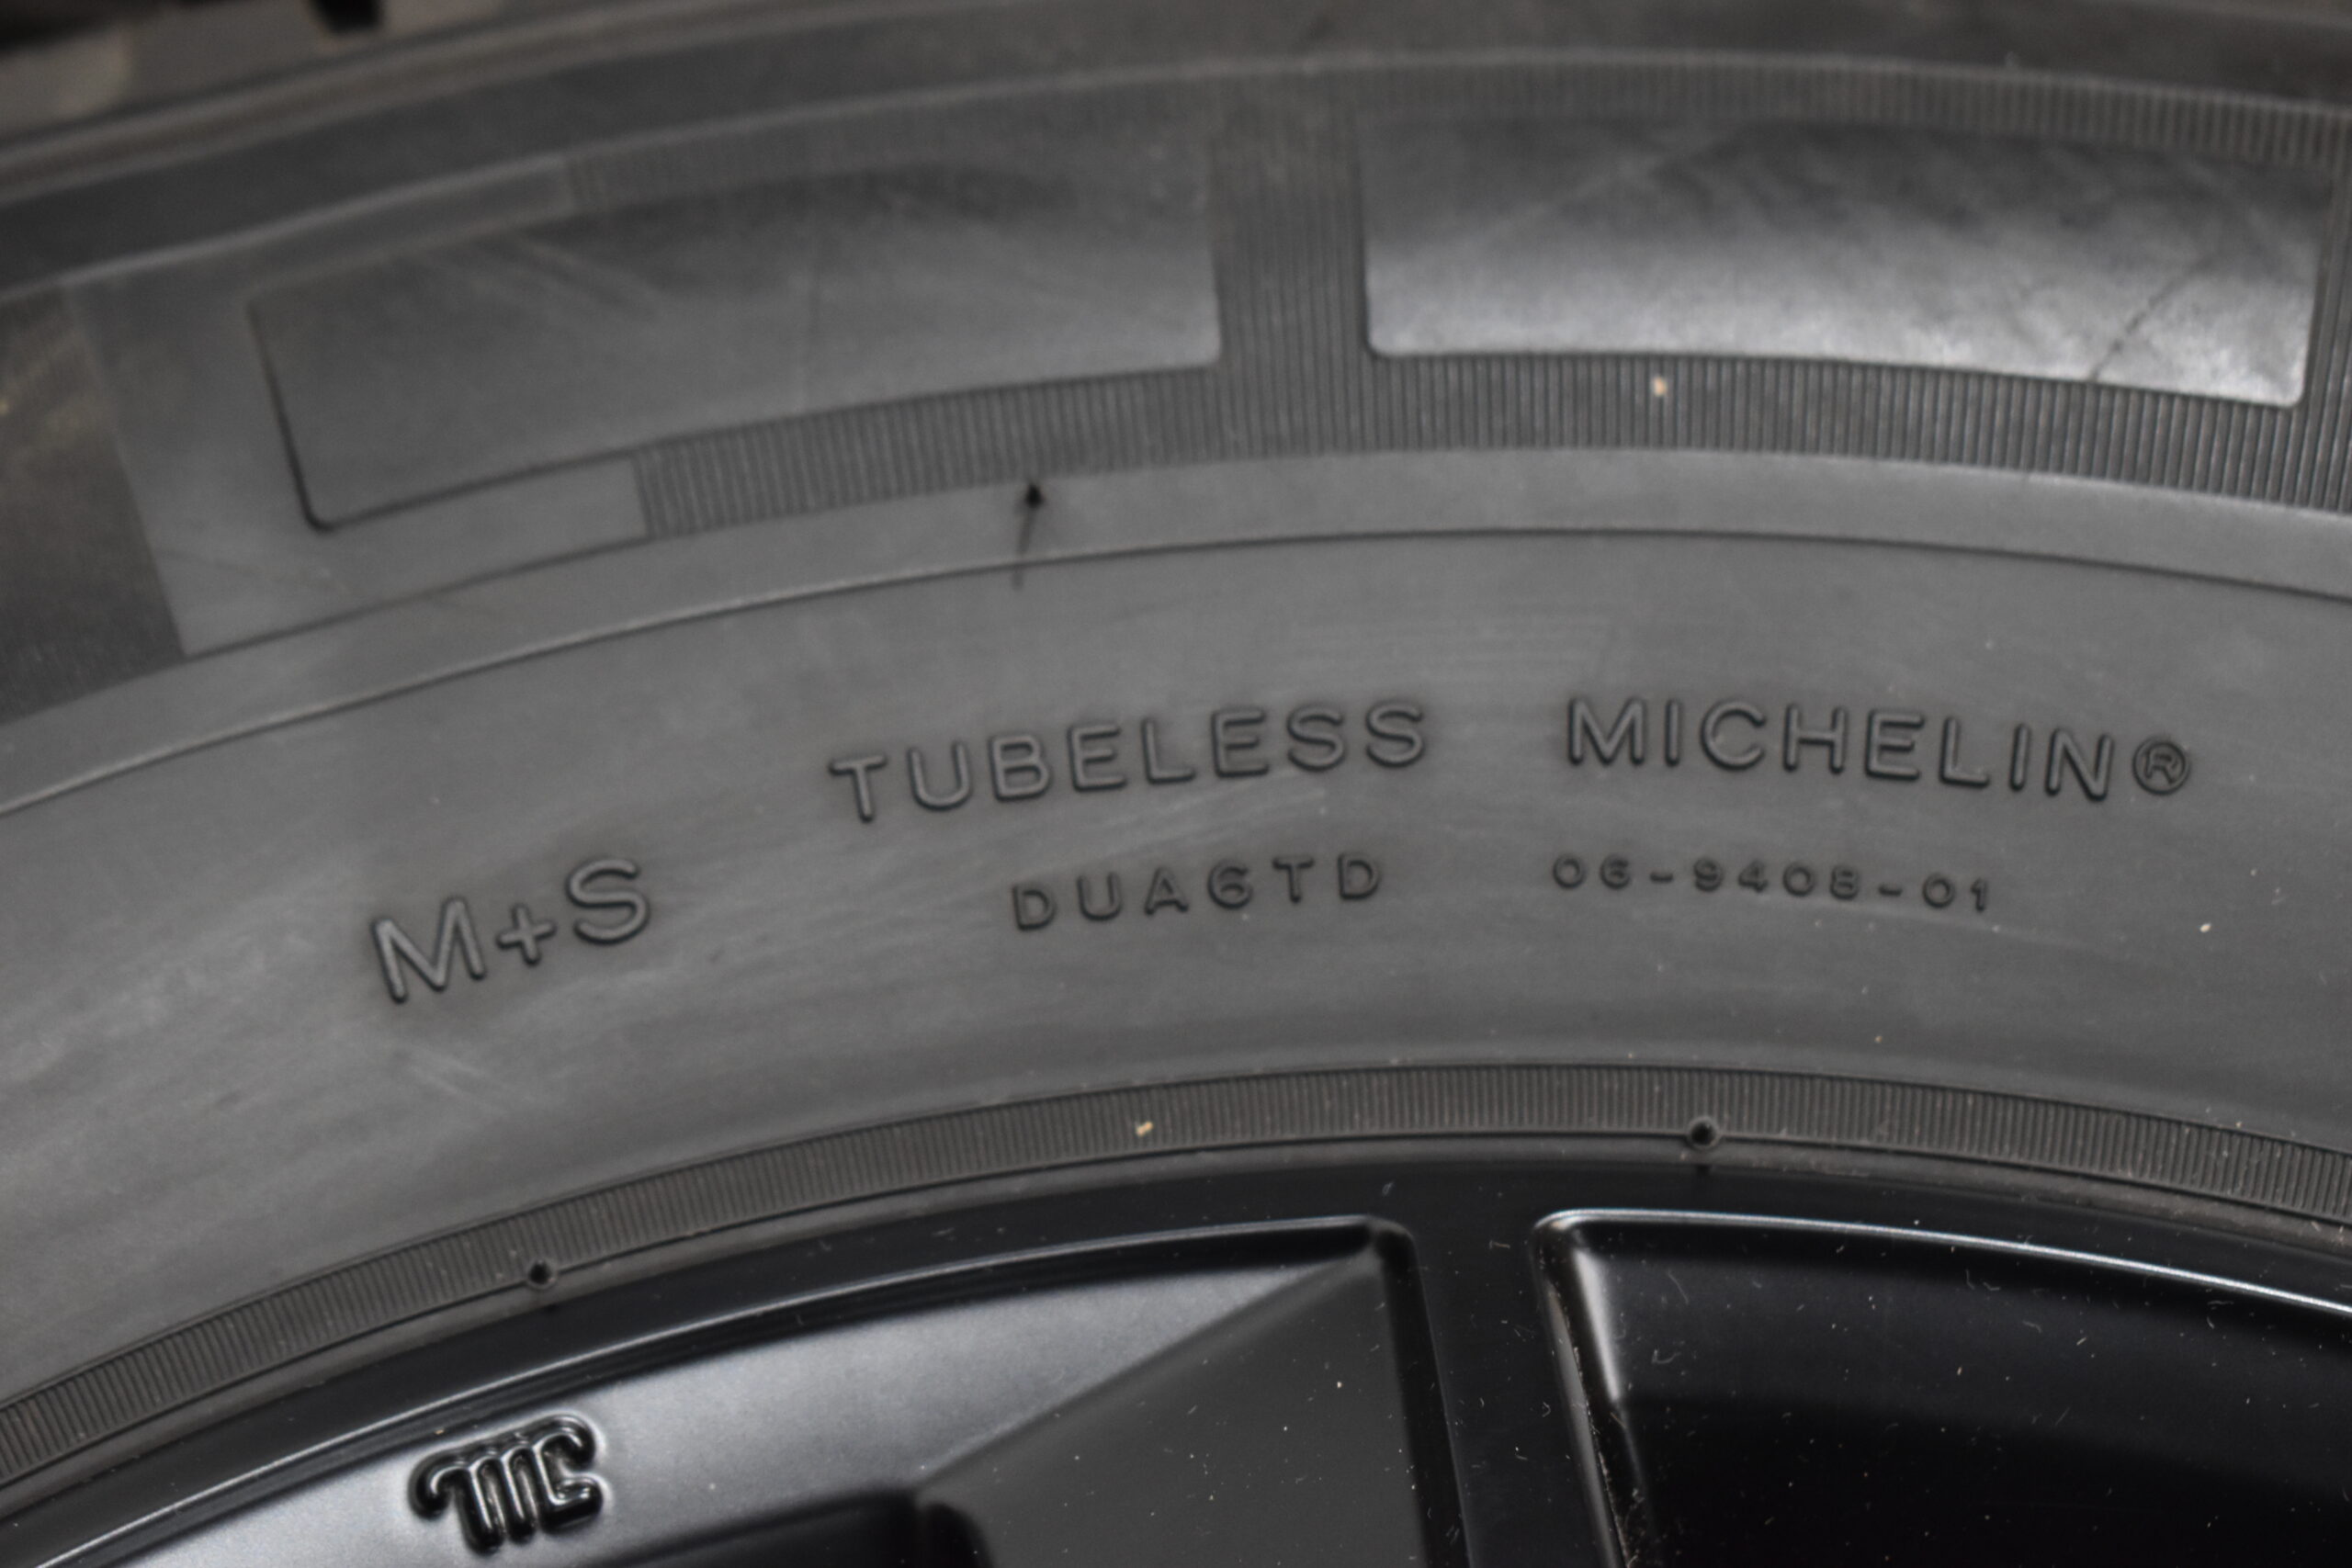 M+S
TUBELESS MICHELIN®
DUA6TD 06-9408-01